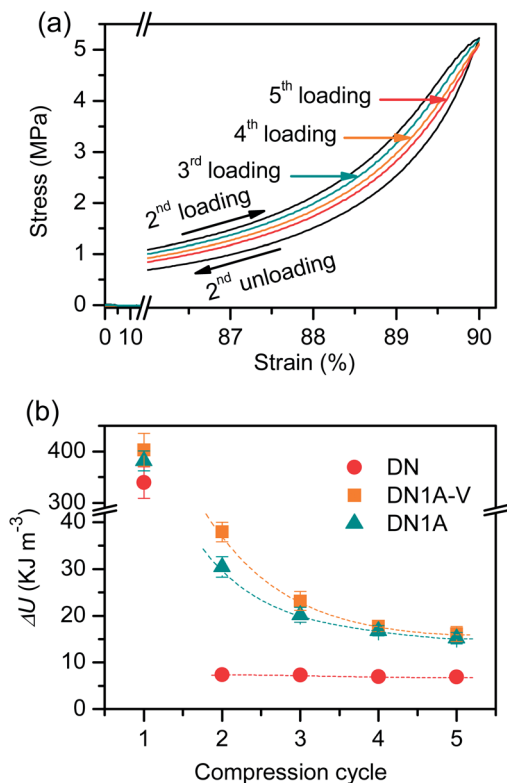 (a)
5
4
3
2
1
0
Stress (MPa)
5th loading
4th loading
3rd loading
2nd loading
2nd unloading
0 10 87 88 89 90
Strain (%)
(b)
400
300
40
30
20
10
0
ΔU (KJ m⁻³)
DN
DN1A-V
DN1A
1 2 3 4 5
Compression cycle